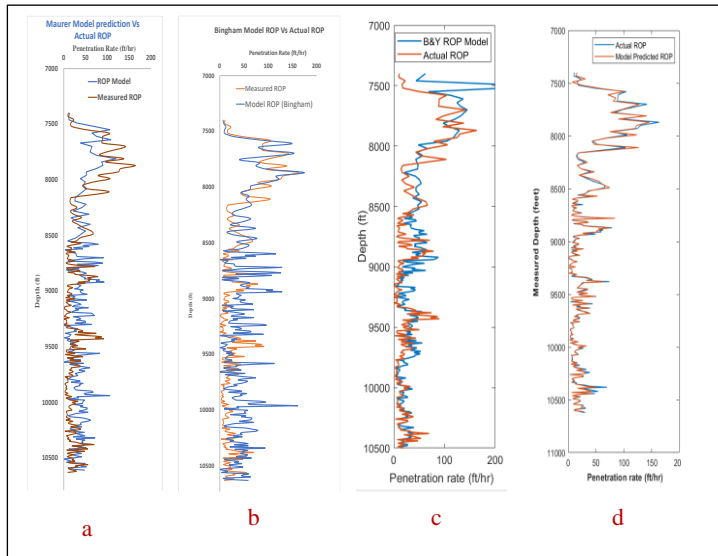 Maurer Model prediction Vs
Actual ROP
Penetration Rate (ft/hr)
0 50 100 150 200
7000
ROP Model
Measured ROP
7500
8000
8500
9000
9500
10000
10500
Depth (ft)
a
Bingham Model ROP Vs Actual ROP
Penetration Rate (ft/hr)
0 50 100 150 200
7000
Measured ROP
Model ROP (Bingham)
7500
8000
8500
9000
9500
10000
10500
Depth (ft)
b
7000
B&Y ROP Model
Actual ROP
7500
8000
8500
9000
9500
10000
10500
0 50 100 150 200
Depth (ft)
Penetration rate (ft/hr)
c
7000
Actual ROP
Model Predicted ROP
7500
8000
8500
9000
9500
10000
10500
11000
0 50 100 150 20
Measured Depth (feet)
Penetration rate (ft/hr)
d